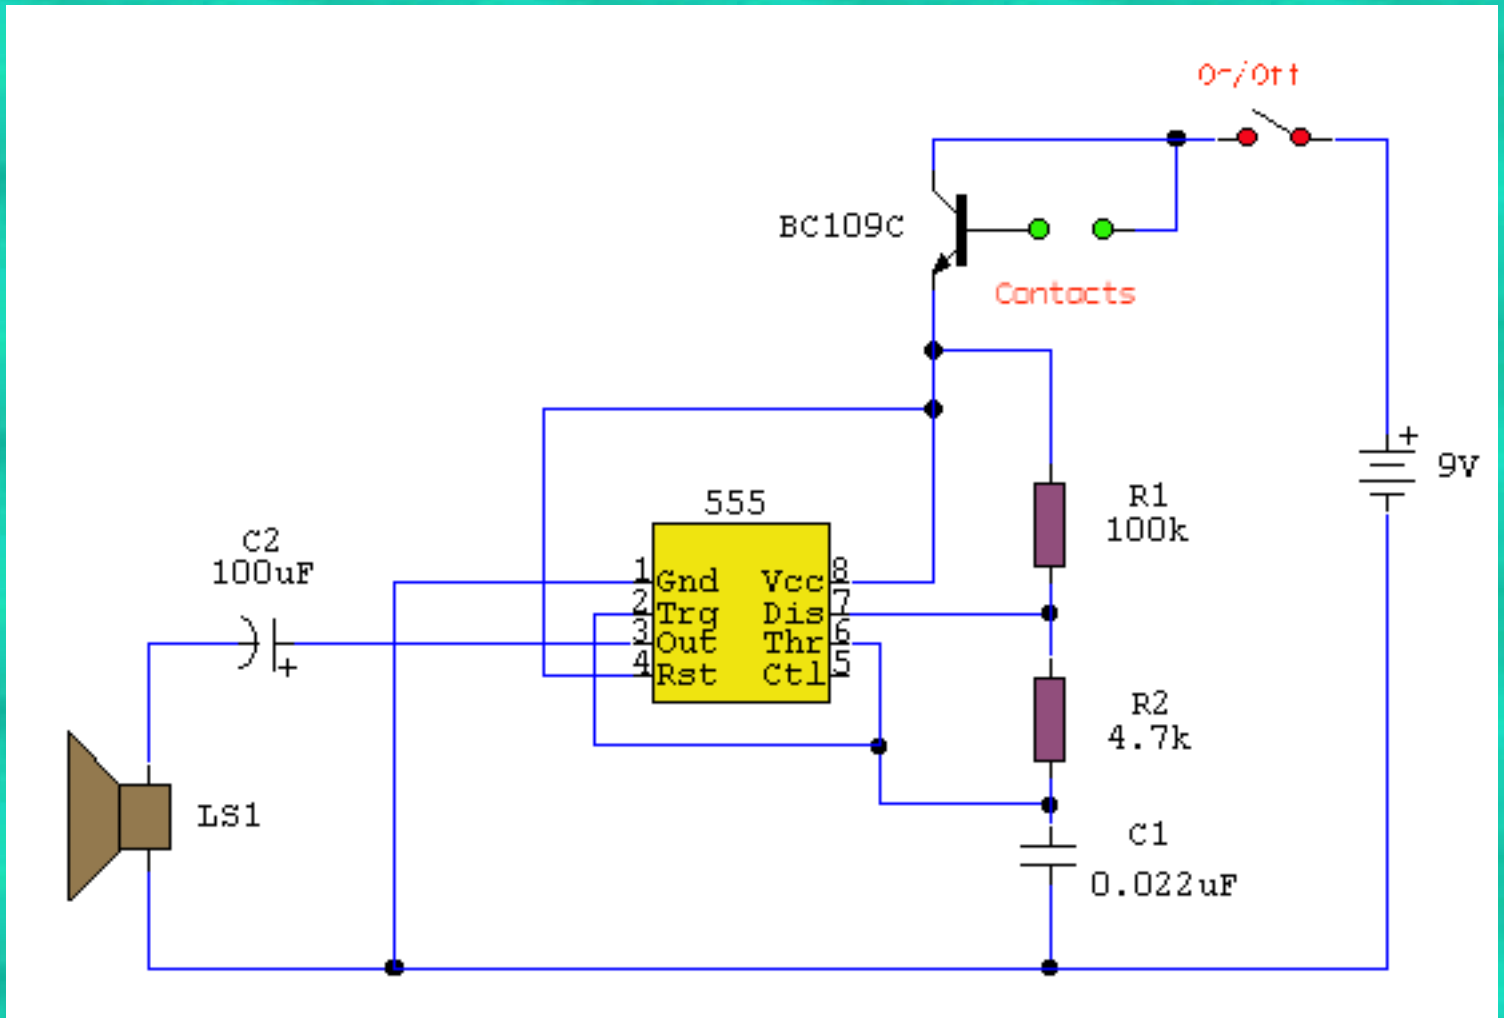 On/Off
BC109C
Contacts
+
9V
R1
100k
555
C2
100uF
+
1 Gnd Vcc 8
2 Trg Dis 7
3 Out Thr 6
4 Rst Ctl 5
R2
4.7k
LS1
C1
0.022uF